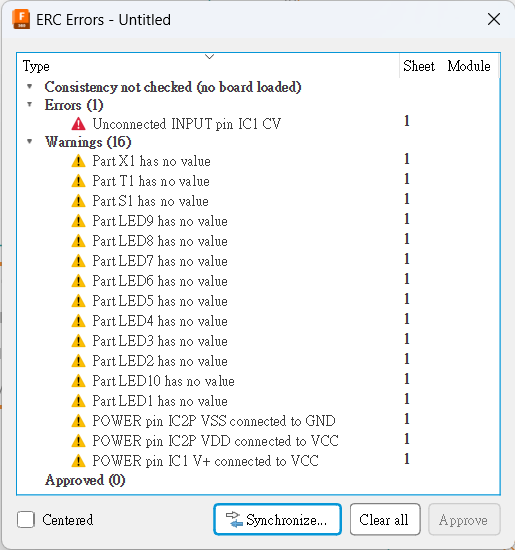 ERC Errors - Untitled
Type Sheet Module
Consistency not checked (no board loaded)
Errors (1)
Unconnected INPUT pin IC1 CV 1
Warnings (16)
Part X1 has no value 1
Part T1 has no value 1
Part S1 has no value 1
Part LED9 has no value 1
Part LED8 has no value 1
Part LED7 has no value 1
Part LED6 has no value 1
Part LED5 has no value 1
Part LED4 has no value 1
Part LED3 has no value 1
Part LED2 has no value 1
Part LED10 has no value 1
Part LED1 has no value 1
POWER pin IC2P VSS connected to GND 1
POWER pin IC2P VDD connected to VCC 1
POWER pin IC1 V+ connected to VCC 1
Approved (0)
Centered Synchronize... Clear all Approve